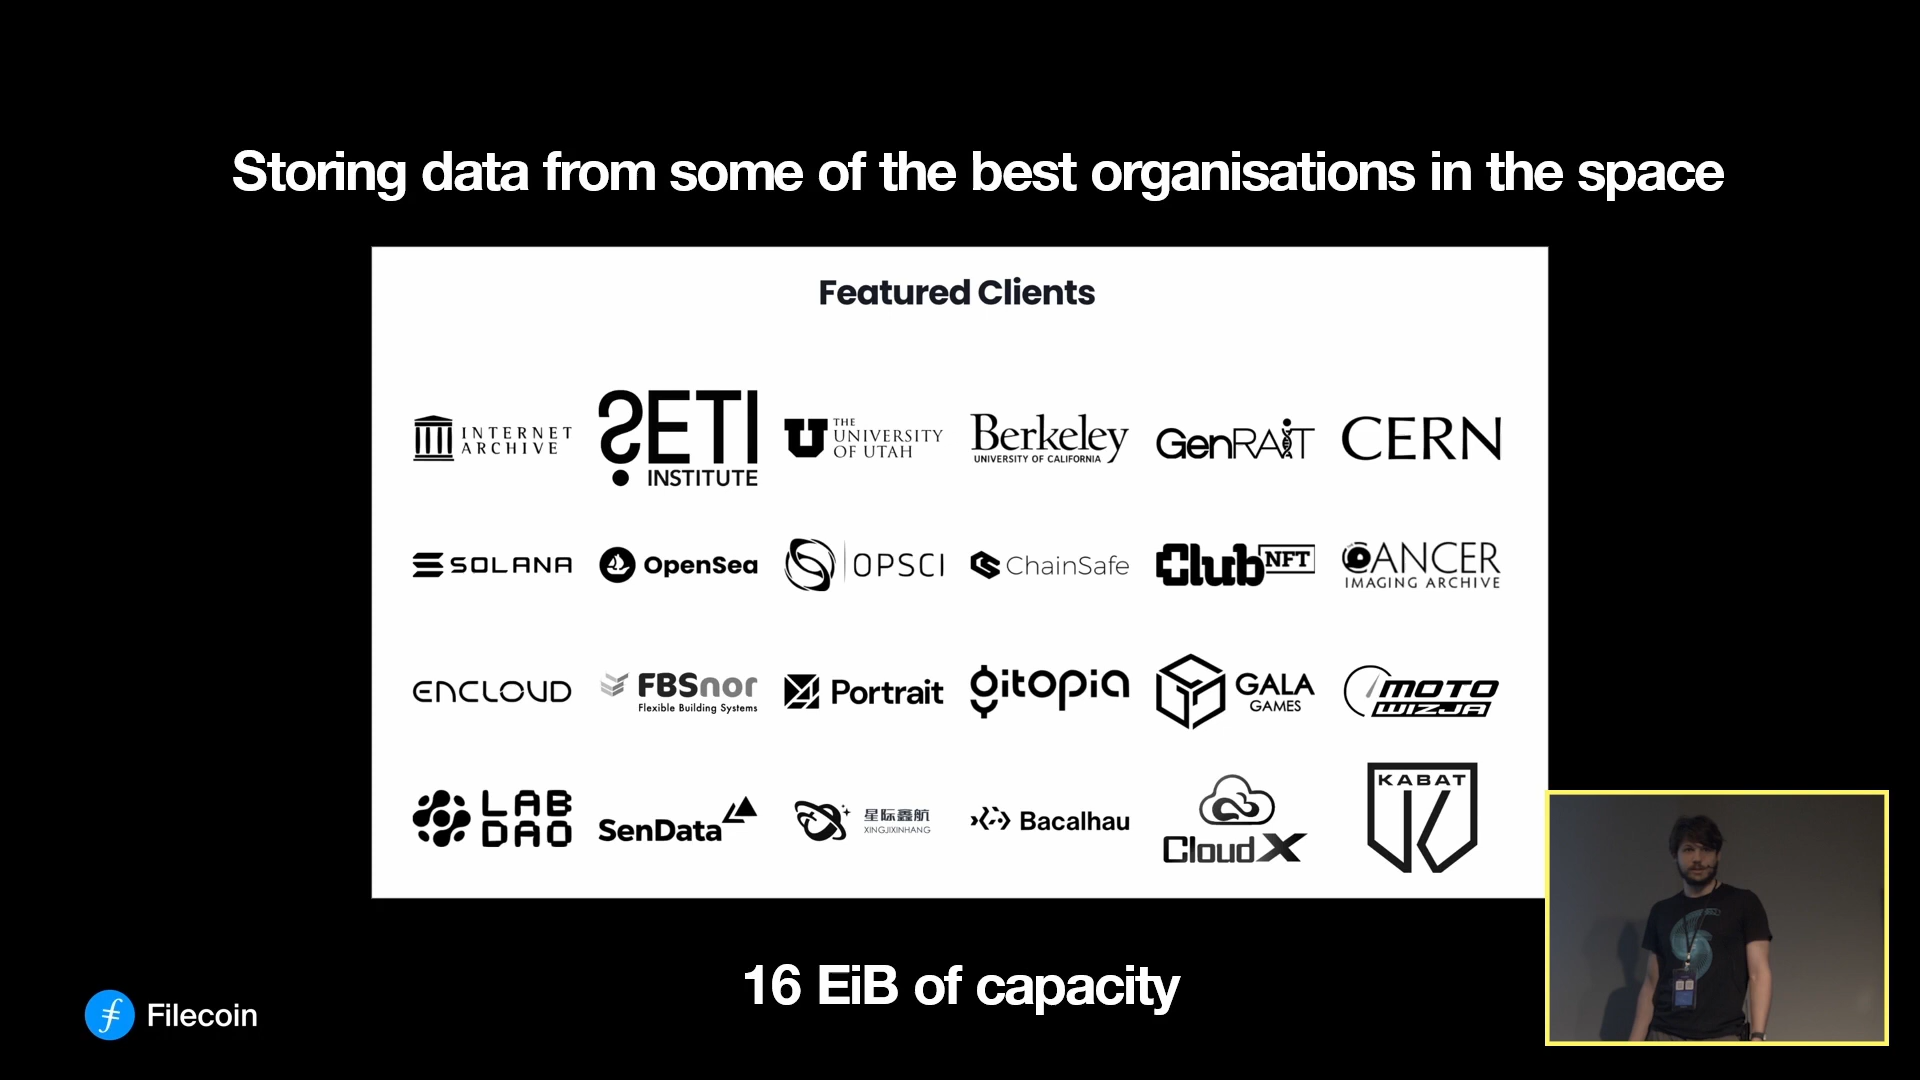 Storing data from some of the best organisations in the space
Featured Clients
INTERNET
ARCHIVE
SETI
INSTITUTE
THE
UNIVERSITY
OF UTAH
Berkeley
UNIVERSITY OF CALIFORNIA
GenRAIT
CERN
SOLANA
OpenSea
OPSCI
ChainSafe
Club NFT
CANCER
IMAGING ARCHIVE
ENCLOUD
FBSnor
Flexible Building Systems
Portrait
gitopia
GALA
GAMES
MOTO
WIZJA
LAB
DAO
SenData
星际鑫航
XINGJIXINHANG
Bacalhau
CloudX
KABAT
16 EiB of capacity
Filecoin